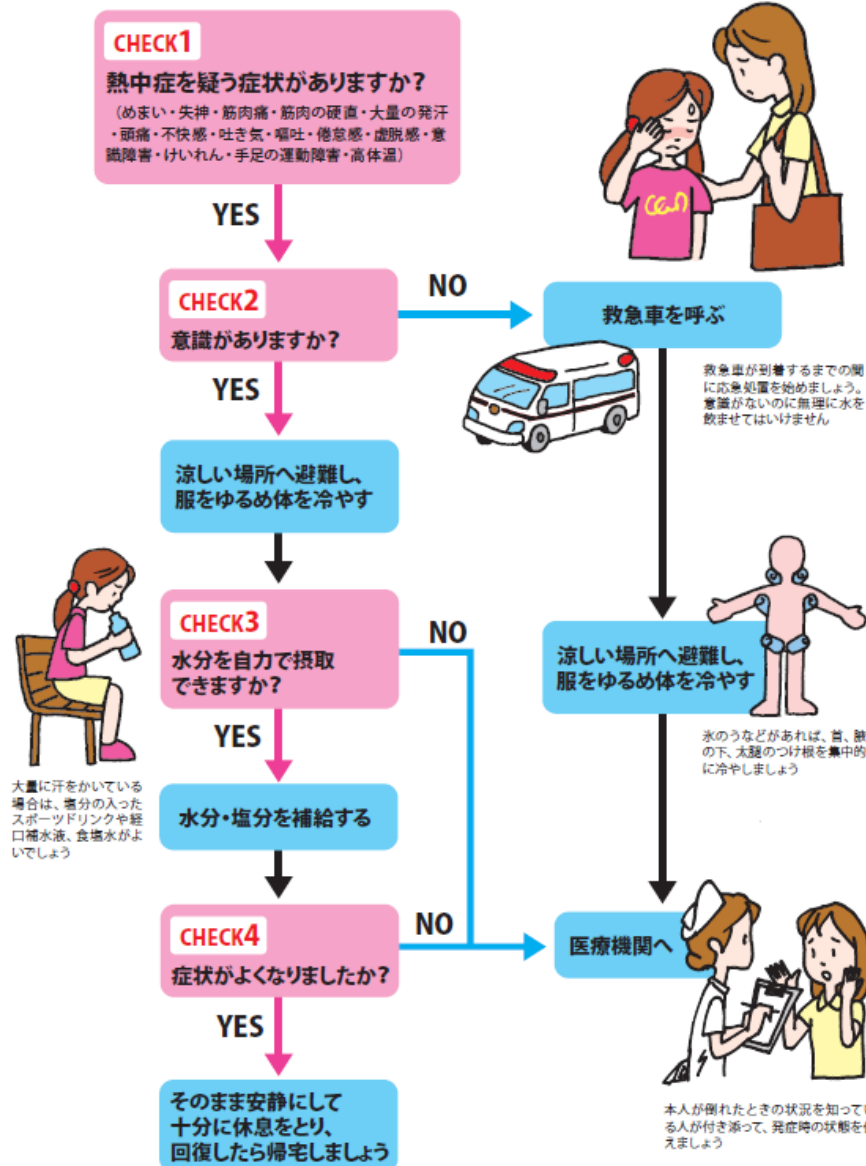 CHECK1
熱中症を疑う症状がありますか？
（めまい・失神・筋肉痛・筋肉の硬直・大量の発汗
・頭痛・不快感・吐き気・嘔吐・倦怠感・虚脱感・意
識障害・けいれん・手足の運動障害・高体温）
YES
CHECK2
意識がありますか？
NO
救急車を呼ぶ
救急車が到着するまでの間
に応急処置を始めましょう。
意識がないのに無理に水を
飲ませてはいけません
YES
涼しい場所へ避難し、
服をゆるめ体を冷やす
CHECK3
水分を自力で摂取
できますか？
NO
涼しい場所へ避難し、
服をゆるめ体を冷やす
氷のうなどがあれば、首、腋
の下、太腿のつけ根を集中的
に冷やしましょう
YES
大量に汗をかいている
場合は、塩分の入った
スポーツドリンクや経
口補水液、食塩水がよ
いでしょう
水分・塩分を補給する
CHECK4
症状がよくなりましたか？
NO
医療機関へ
YES
そのまま安静にして
十分に休息をとり、
回復したら帰宅しましょう
本人が倒れたときの状況を知ってい
る人が付き添って、発症時の状態を
えましょう